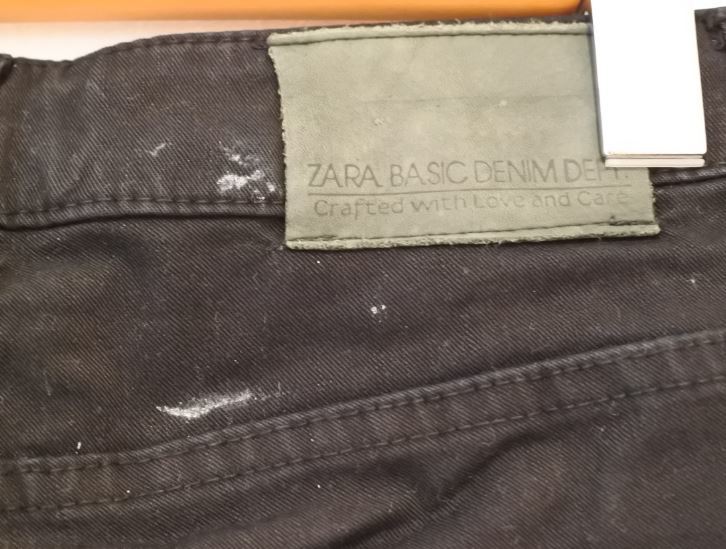 ZARA BASIC DENIM DEPT.
Crafted with Love and Care